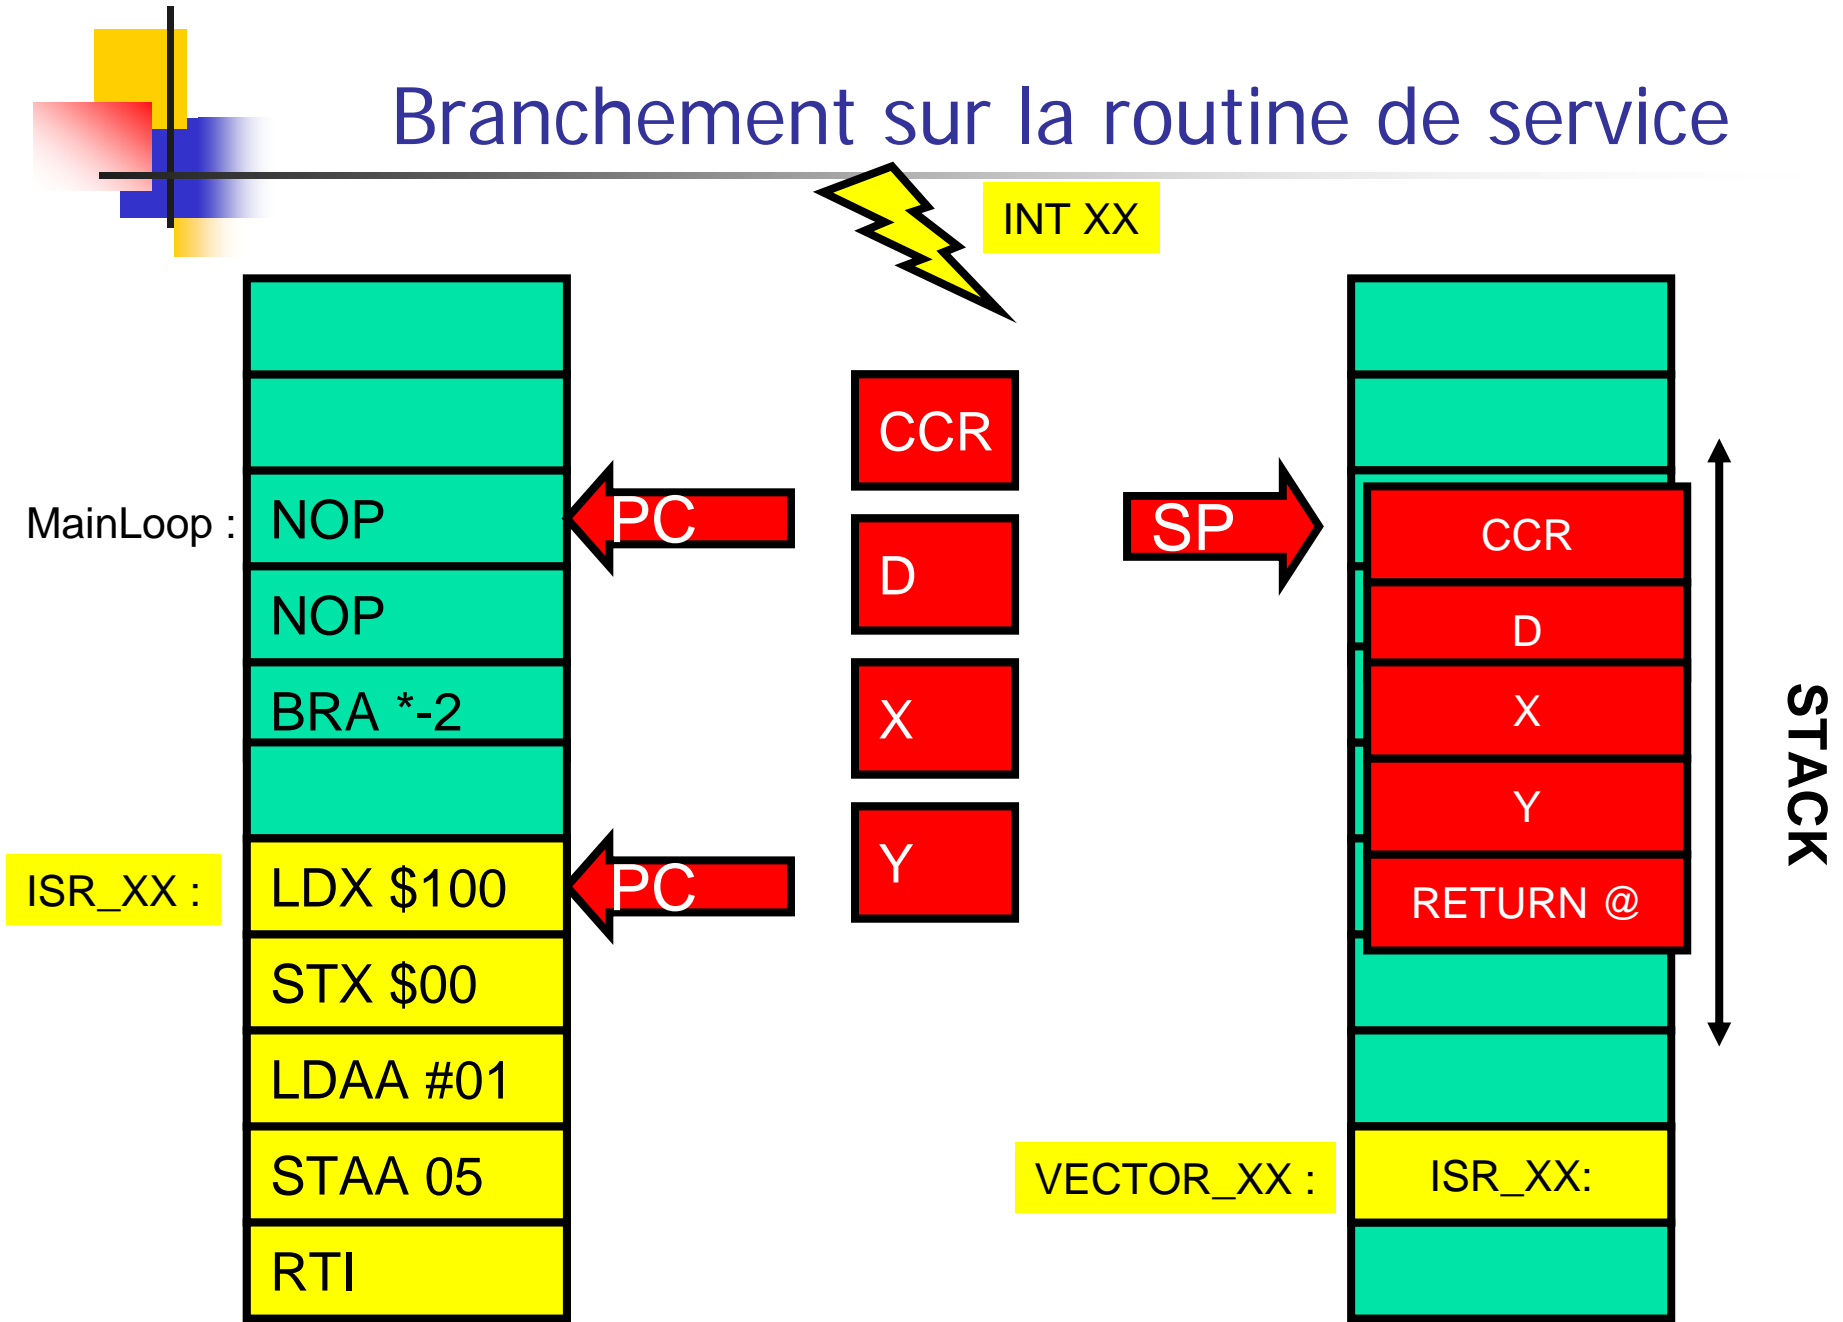 Branchement sur la routine de service
INT XX
MainLoop :
NOP
NOP
BRA *-2
ISR_XX :
LDX $100
STX $00
LDAA #01
STAA 05
RTI
PC
PC
CCR
D
X
Y
SP
CCR
D
X
Y
RETURN @
STACK
VECTOR_XX :
ISR_XX: